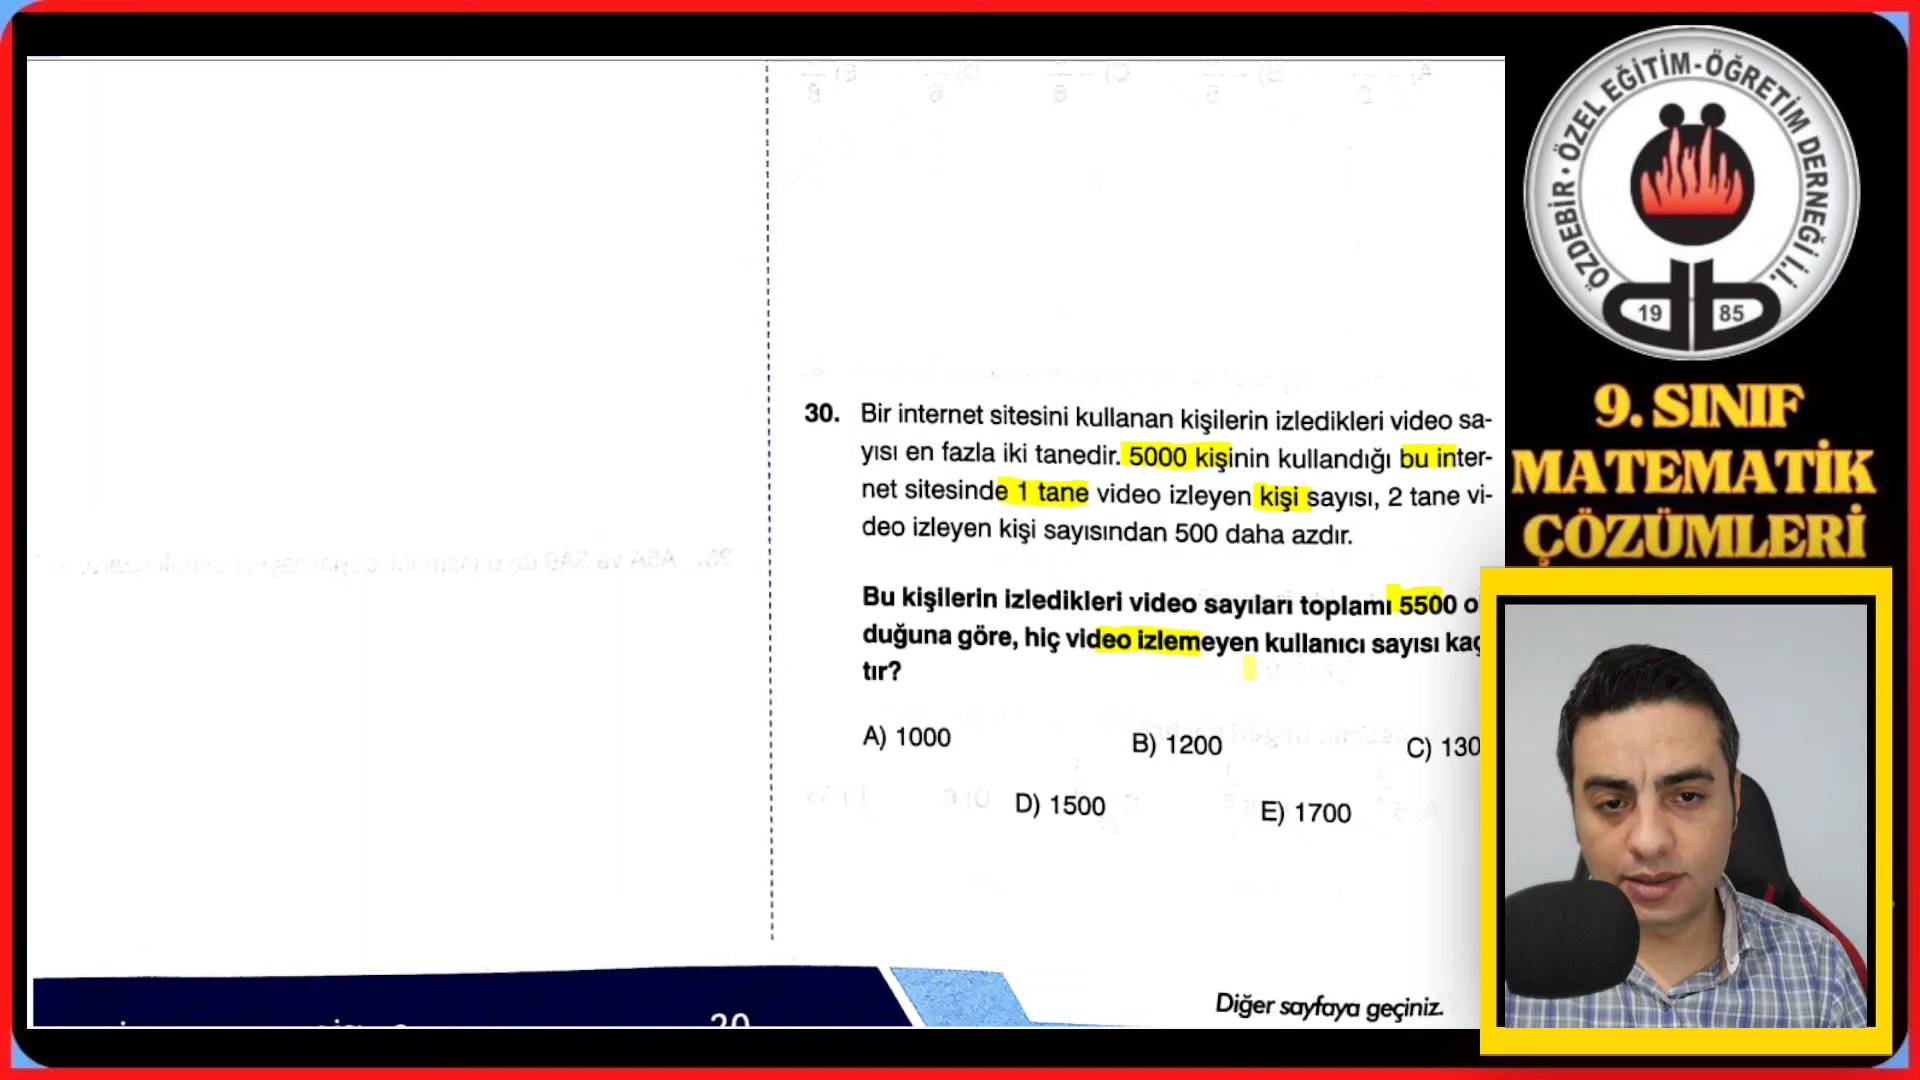 30. Bir internet sitesini kullanan kişilerin izledikleri video sa-
yısı en fazla iki tanedir. 5000 kişinin kullandığı bu inter-
net sitesinde 1 tane video izleyen kişi sayısı, 2 tane vi-
deo izleyen kişi sayısından 500 daha azdır.
Bu kişilerin izledikleri video sayıları toplamı 5500 o
duğuna göre, hiç video izlemeyen kullanıcı sayısı kaç
tır?
A) 1000
B) 1200
C) 130
D) 1500
E) 1700
Diğer sayfaya geçiniz.
ÖZDEBİR · ÖZEL EĞİTİM-ÖĞRETİM DERNEĞİ İ.İ.
19 85
9. SINIF
MATEMATİK
ÇÖZÜMLERİ